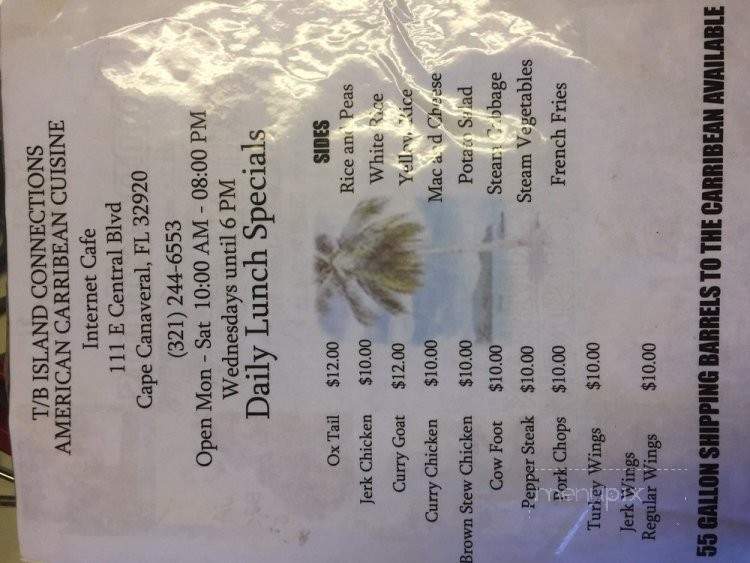 T/B ISLAND CONNECTIONS
AMERICAN CARRIBEAN CUISINE
Internet Cafe
111 E Central Blvd
Cape Canaveral, FL 32920
(321) 244-6553
Open Mon - Sat 10:00 AM - 08:00 PM
Wednesdays until 6 PM
Daily Lunch Specials
Ox Tail $12.00
Jerk Chicken $10.00
Curry Goat $12.00
Curry Chicken $10.00
Brown Stew Chicken $10.00
Cow Foot $10.00
Pepper Steak $10.00
Pork Chops $10.00
Turkey Wings $10.00
Jerk Wings
Regular Wings $10.00
SIDES
Rice and Peas
White Rice
Yellow Rice
Mac and Cheese
Potato Salad
Steam Cabbage
Steam Vegetables
French Fries
55 GALLON SHIPPING BARRELS TO THE CARRIBEAN AVAILABLE
menupix